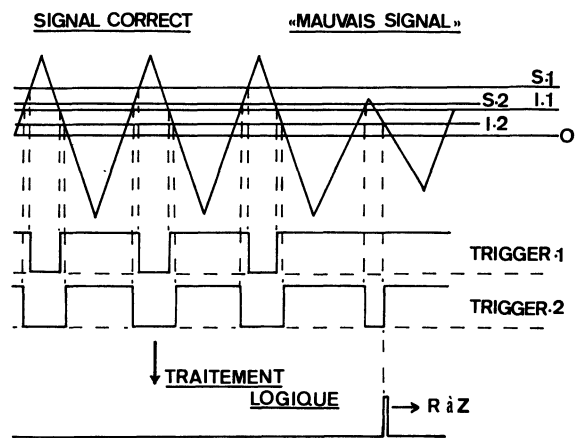 SIGNAL CORRECT
«MAUVAIS SIGNAL»
S.1
S.2 I.1
I.2
O
TRIGGER.1
TRIGGER.2
TRAITEMENT
LOGIQUE
R à Z